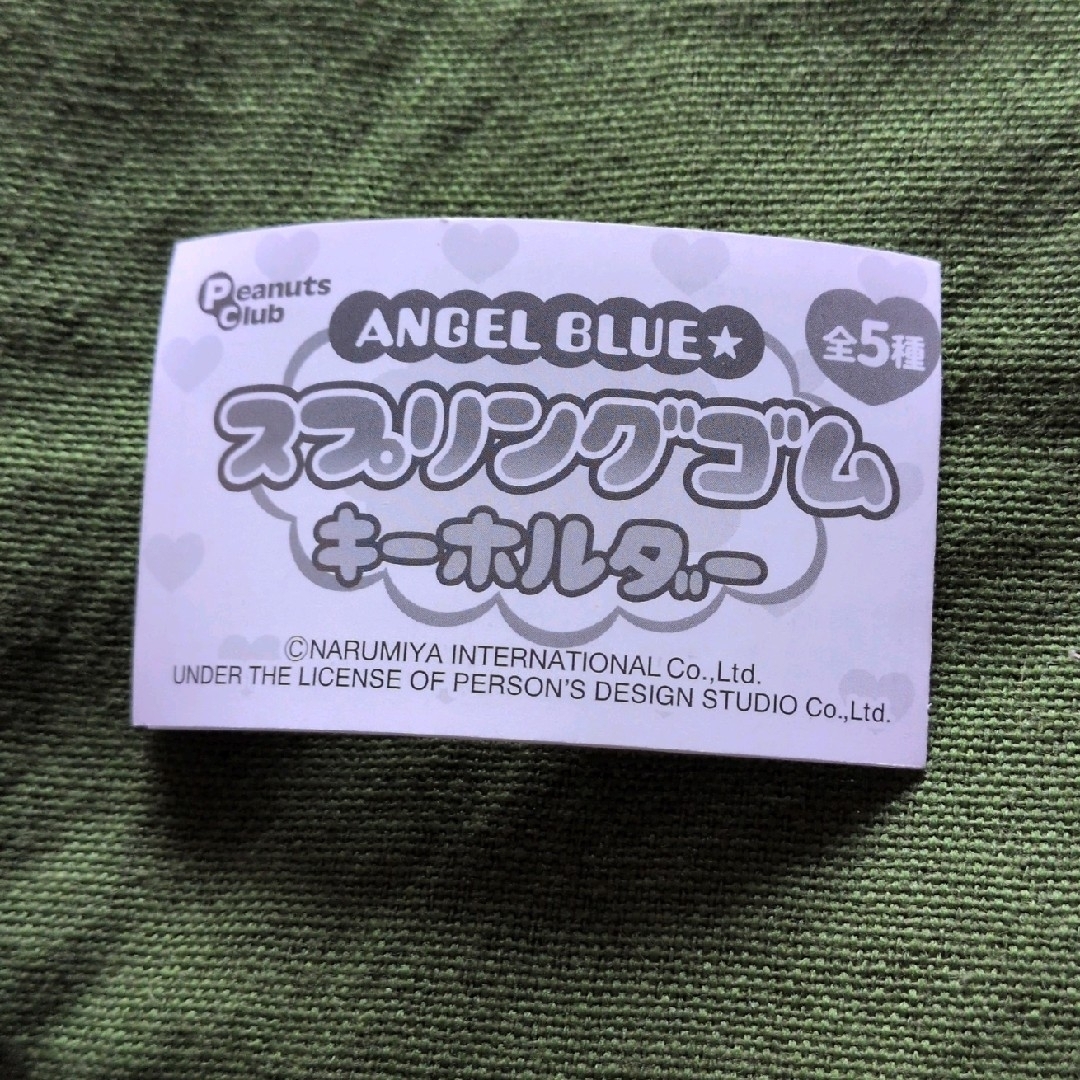 Peanuts
Club
ANGEL BLUE★
全5種
スプリングゴム
キーホルダー
©NARUMIYA INTERNATIONAL Co.,Ltd.
UNDER THE LICENSE OF PERSON'S DESIGN STUDIO Co.,Ltd.